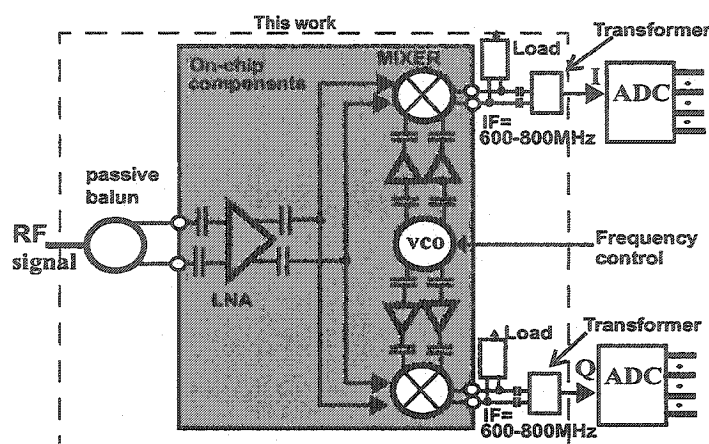 This work
Transformer
On-chip
components
MIXER
Load
I
ADC
IF=
600-800MHz
passive
balun
RF
signal
LNA
VCO
Frequency
control
Load
Transformer
Q
ADC
IF=
600-800MHz